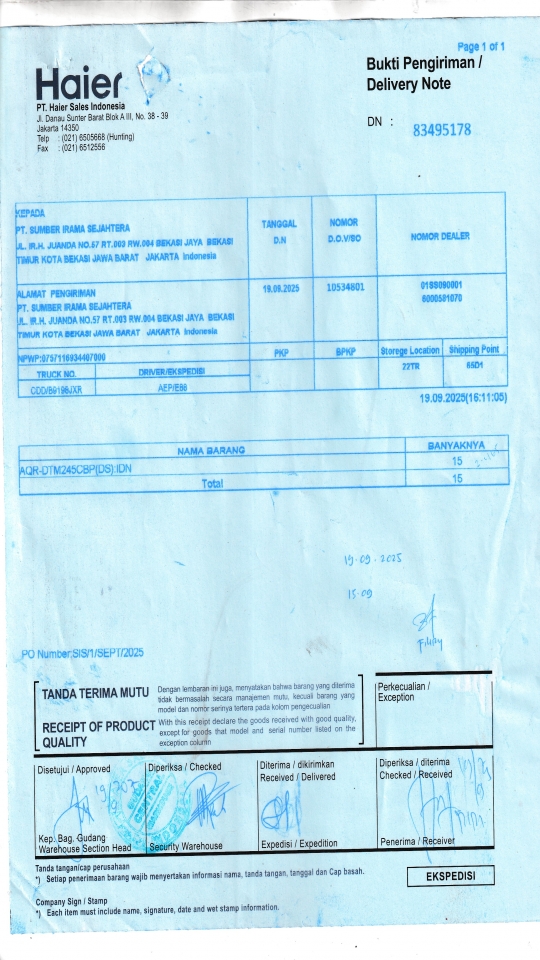 Page 1 of 1
Haier
Bukti Pengiriman /
Delivery Note
PT. Haier Sales Indonesia
Jl. Danau Sunter Barat Blok A III, No. 38 - 39
Jakarta 14350
Telp : (021) 6505668 (Hunting)
Fax : (021) 6512556
DN : 83495178
KEPADA
PT. SUMBER IRAMA SEJAHTERA
JL. IR.H. JUANDA NO.57 RT.003 RW.004 BEKASI JAYA BEKASI
TIMUR KOTA BEKASI JAWA BARAT JAKARTA Indonesia
TANGGAL
D.N
NOMOR
D.O.V/SO
NOMOR DEALER
ALAMAT PENGIRIMAN
PT. SUMBER IRAMA SEJAHTERA
JL. IR.H. JUANDA NO.57 RT.003 RW.004 BEKASI JAYA BEKASI
TIMUR KOTA BEKASI JAWA BARAT JAKARTA Indonesia
19.09.2025
10534801
01SS090801
6000581070
NPWP:0757116934407000
PKP
BPKP
Storege Location
Shipping Point
TRUCK NO.
DRIVER/EKSPEDISI
22TR
65D1
CDD/B9196JXR
AEP/E86
19.09.2025(16:11:05)
NAMA BARANG
BANYAKNYA
AQR-DTM245CBP(DS):IDN
15
Total
15
19-09-2025
15-09
PO Number;SIS/1/SEPT/2025
TANDA TERIMA MUTU
Dengan lembaran ini juga, menyatakan bahwa barang yang diterima
tidak bermasalah secara manajemen mutu, kecuali barang yang
model dan nomor serinya tertera pada kolom pengecualian
RECEIPT OF PRODUCT
QUALITY
With this receipt declare the goods received with good quality,
except for goods that model and serial number listed on the
exception column
Perkecualian /
Exception
Disetujui / Approved
Diperiksa / Checked
Diterima / dikirimkan
Received / Delivered
Diperiksa / diterima
Checked / Received
Kep. Bag. Gudang
Warehouse Section Head
Security Warehouse
Expedisi / Expedition
Penerima / Receiver
Tanda tangan/cap perusahaan
*) Setiap penerimaan barang wajib menyertakan informasi nama, tanda tangan, tanggal dan Cap basah.
EKSPEDISI
Company Sign / Stamp
*) Each item must include name, signature, date and wet stamp information.